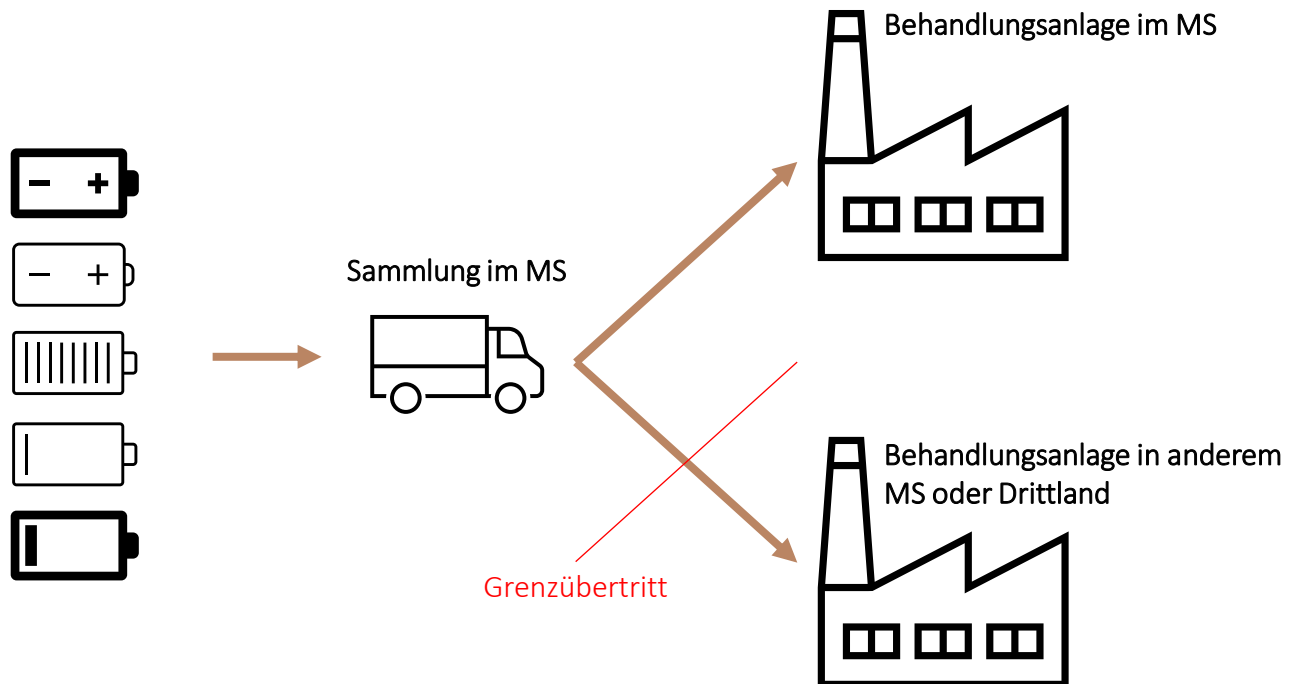 Behandlungsanlage im MS
Sammlung im MS
Behandlungsanlage in anderem
MS oder Drittland
Grenzübertritt